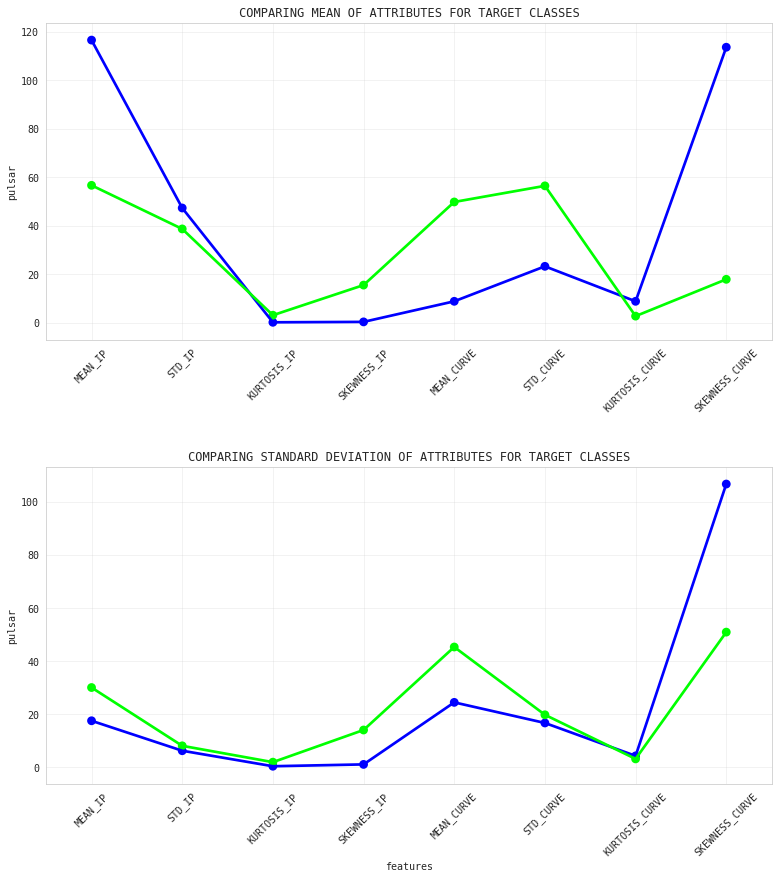 COMPARING MEAN OF ATTRIBUTES FOR TARGET CLASSES
120
100
80
60
40
20
0
pulsar
MEAN_IP
STD_IP
KURTOSIS_IP
SKEWNESS_IP
MEAN_CURVE
STD_CURVE
KURTOSIS_CURVE
SKEWNESS_CURVE
COMPARING STANDARD DEVIATION OF ATTRIBUTES FOR TARGET CLASSES
100
80
60
40
20
0
pulsar
MEAN_IP
STD_IP
KURTOSIS_IP
SKEWNESS_IP
MEAN_CURVE
STD_CURVE
KURTOSIS_CURVE
SKEWNESS_CURVE
features